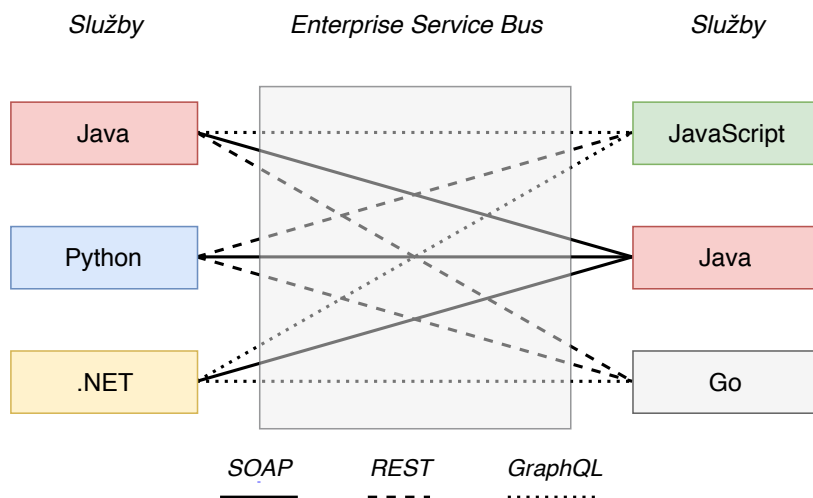 Služby Enterprise Service Bus Služby
Java JavaScript
Python Java
.NET Go
SOAP REST GraphQL